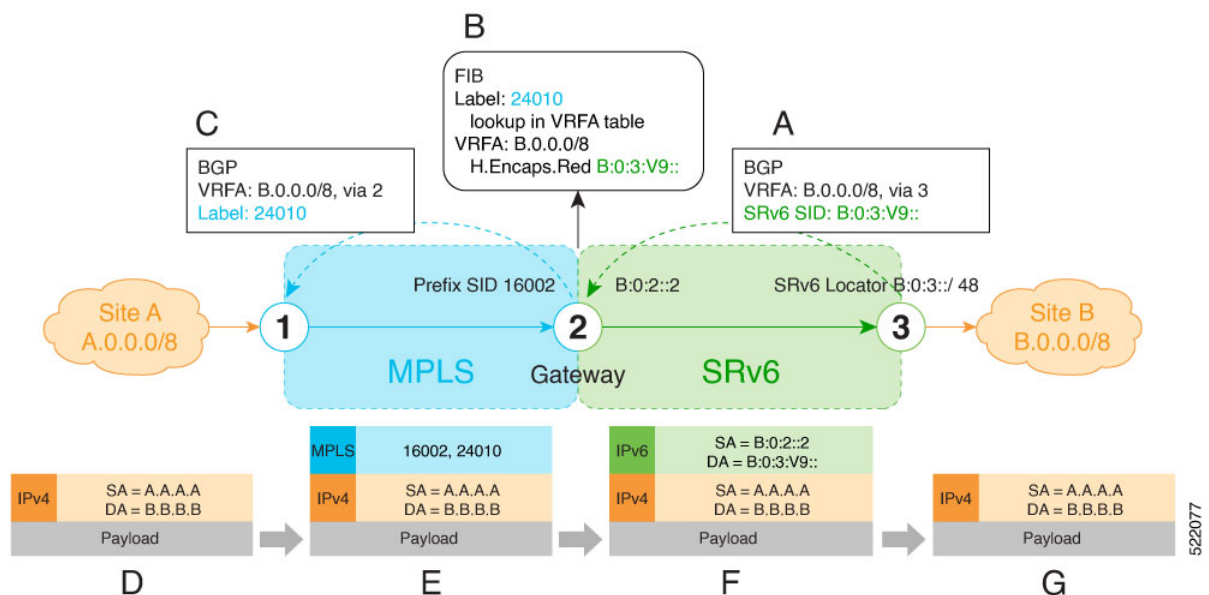 B
FIB
Label: 24010
lookup in VRFA table
VRFA: B.0.0.0/8
H.Encaps.Red B:0:3:V9::
C
BGP
VRFA: B.0.0.0/8, via 2
Label: 24010
A
BGP
VRFA: B.0.0.0/8, via 3
SRv6 SID: B:0:3:V9::
Prefix SID 16002
B:0:2::2
SRv6 Locator B:0:3::/ 48
Site A
A.0.0.0/8
1
2
3
Site B
B.0.0.0/8
MPLS
Gateway
SRv6
IPv4
SA = A.A.A.A
DA = B.B.B.B
Payload
D
MPLS
16002, 24010
IPv4
SA = A.A.A.A
DA = B.B.B.B
Payload
E
IPv6
SA = B:0:2::2
DA = B:0:3:V9::
IPv4
SA = A.A.A.A
DA = B.B.B.B
Payload
F
IPv4
SA = A.A.A.A
DA = B.B.B.B
Payload
G
522077